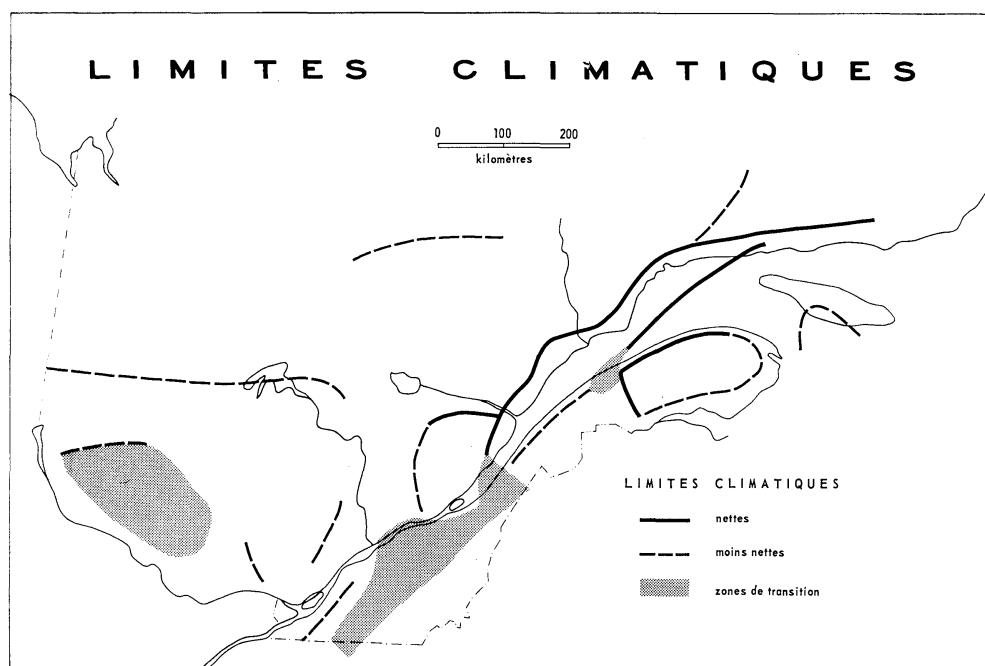 LIMITES CLIMATIQUES
0 100 200
kilomètres
LIMITES CLIMATIQUES
nettes
moins nettes
zones de transition